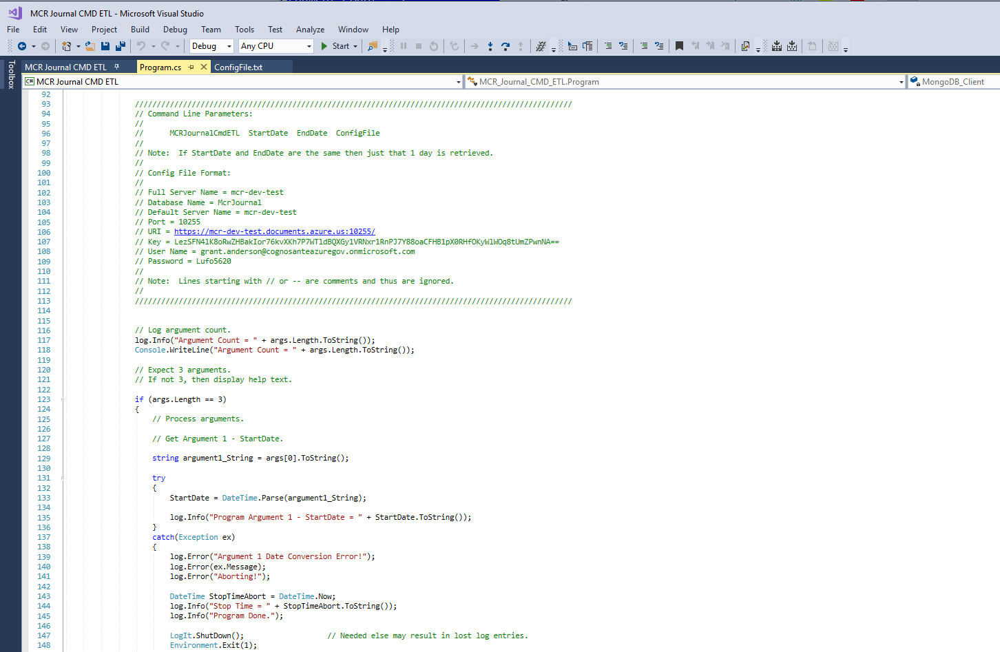 MCR Journal CMD ETL - Microsoft Visual Studio
File Edit View Project Build Debug Team Tools Test Analyze Window Help
Debug Any CPU Start
Toolbox
MCR Journal CMD ETL Program.cs ConfigFile.txt
C# MCR Journal CMD ETL MCR_Journal_CMD_ETL.Program MongoDB_Client
92
93 ////////////////////////////////////////////////////////////////////////////////////////////////////
94 // Command Line Parameters:
95 //
96 // MCRJournalCmdETL StartDate EndDate ConfigFile
97 //
98 // Note: If StartDate and EndDate are the same then just that 1 day is retrieved.
99 //
100 // Config File Format:
101 //
102 // Full Server Name = mcr-dev-test
103 // Database Name = McrJournal
104 // Default Server Name = mcr-dev-test
105 // Port = 10255
106 // URI = https://mcr-dev-test.documents.azure.us:10255/
107 // Key =
108 // User Name = grant.anderson@cognosanteazuregov.onmicrosoft.com
109 // Password = Lufo5620
110 //
111 // Note: Lines starting with // or -- are comments and thus are ignored.
112 //
113 ////////////////////////////////////////////////////////////////////////////////////////////////////
114
115
116 // Log argument count.
117 log.Info("Argument Count = " + args.Length.ToString());
118 Console.WriteLine("Argument Count = " + args.Length.ToString());
119
120 // Expect 3 arguments.
121 // If not 3, then display help text.
122
123 if (args.Length == 3)
124 {
125 // Process arguments.
126
127 // Get Argument 1 - StartDate.
128
129 string argument1_String = args[0].ToString();
130
131 try
132 {
133 StartDate = DateTime.Parse(argument1_String);
134
135 log.Info("Program Argument 1 - StartDate = " + StartDate.ToString());
136 }
137 catch(Exception ex)
138 {
139 log.Error("Argument 1 Date Conversion Error!");
140 log.Error(ex.Message);
141 log.Error("Aborting!");
142
143 DateTime StopTimeAbort = DateTime.Now;
144 log.Info("Stop Time = " + StopTimeAbort.ToString());
145 log.Info("Program Done.");
146
147 LogIt.ShutDown(); // Needed else may result in lost log entries.
148 Environment.Exit(1);